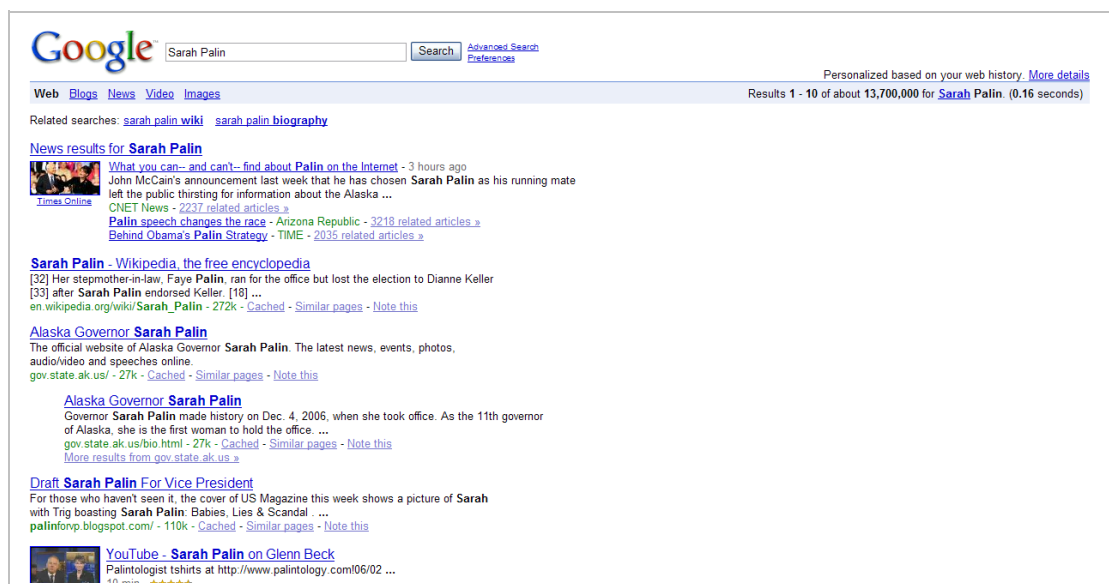 Google™ Sarah Palin Search Advanced Search
Preferences
Personalized based on your web history. More details
Web Blogs News Video Images Results 1 - 10 of about 13,700,000 for Sarah Palin. (0.16 seconds)
Related searches: sarah palin wiki sarah palin biography
News results for Sarah Palin
What you can-- and can't-- find about Palin on the Internet - 3 hours ago
John McCain's announcement last week that he has chosen Sarah Palin as his running mate
left the public thirsting for information about the Alaska ...
Times Online
CNET News - 2237 related articles »
Palin speech changes the race - Arizona Republic - 3218 related articles »
Behind Obama's Palin Strategy - TIME - 2035 related articles »
Sarah Palin - Wikipedia, the free encyclopedia
[32] Her stepmother-in-law, Faye Palin, ran for the office but lost the election to Dianne Keller
[33] after Sarah Palin endorsed Keller. [18] ...
en.wikipedia.org/wiki/Sarah_Palin - 272k - Cached - Similar pages - Note this
Alaska Governor Sarah Palin
The official website of Alaska Governor Sarah Palin. The latest news, events, photos,
audio/video and speeches online.
gov.state.ak.us/ - 27k - Cached - Similar pages - Note this
Alaska Governor Sarah Palin
Governor Sarah Palin made history on Dec. 4, 2006, when she took office. As the 11th governor
of Alaska, she is the first woman to hold the office. ...
gov.state.ak.us/bio.html - 27k - Cached - Similar pages - Note this
More results from gov.state.ak.us »
Draft Sarah Palin For Vice President
For those who haven't seen it, the cover of US Magazine this week shows a picture of Sarah
with Trig boasting Sarah Palin: Babies, Lies & Scandal . ...
palinforvp.blogspot.com/ - 110k - Cached - Similar pages - Note this
YouTube - Sarah Palin on Glenn Beck
Palintologist tshirts at http://www.palintology.com!06/02 ...
10 min